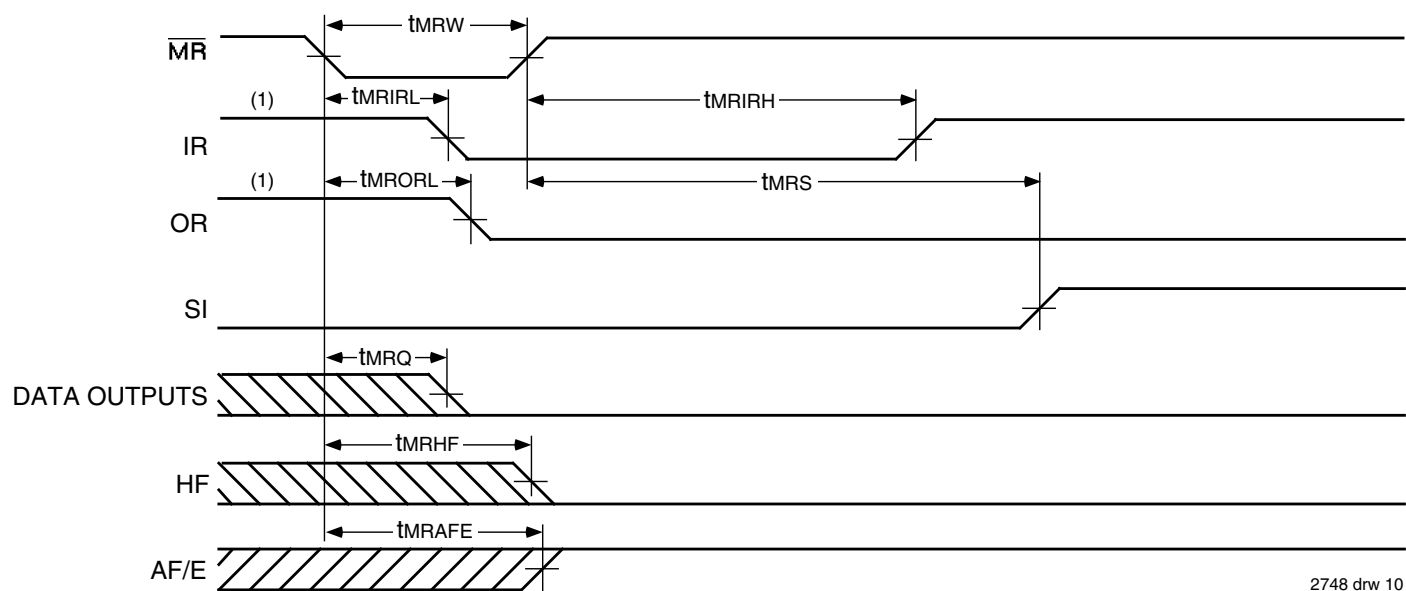 tMRW
MR
(1)
tMRIRL
tMRIRH
IR
(1)
tMRORL
tMRS
OR
SI
tMRQ
DATA OUTPUTS
tMRHF
HF
tMRAFE
AF/E
2748 drw 10